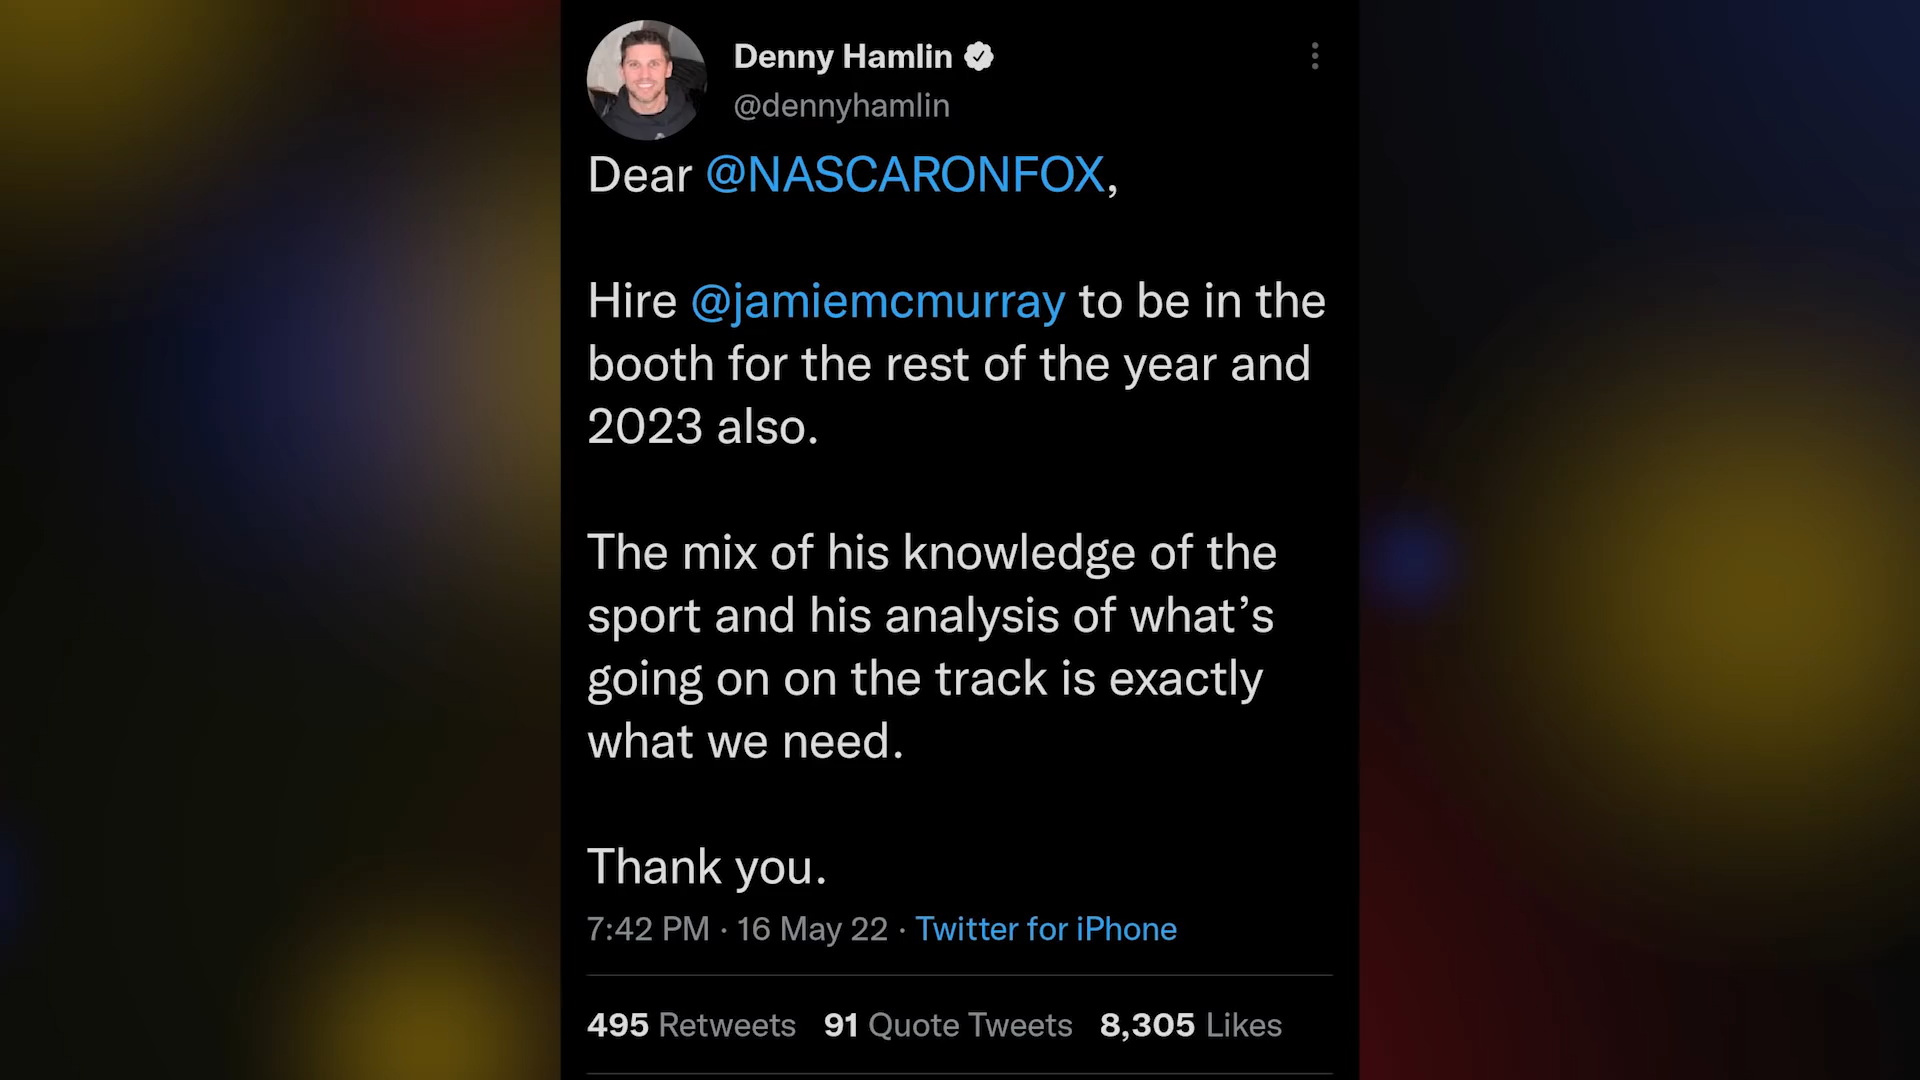 Denny Hamlin
@dennyhamlin
Dear @NASCARONFOX,
Hire @jamiemcmurray to be in the
booth for the rest of the year and
2023 also.
The mix of his knowledge of the
sport and his analysis of what’s
going on on the track is exactly
what we need.
Thank you.
7:42 PM · 16 May 22 · Twitter for iPhone
495 Retweets 91 Quote Tweets 8,305 Likes